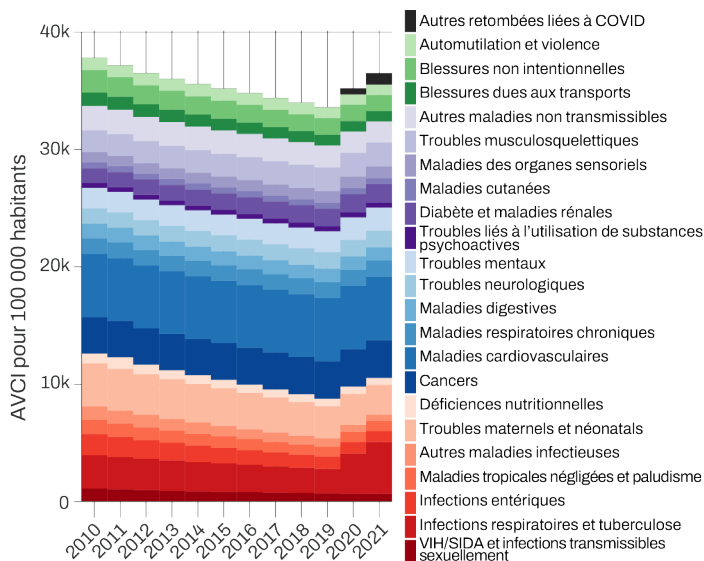 40k
30k
20k
10k
0
AVCI pour 100 000 habitants
2010
2011
2012
2013
2014
2015
2016
2017
2018
2019
2020
2021
Autres retombées liées à COVID
Automutilation et violence
Blessures non intentionnelles
Blessures dues aux transports
Autres maladies non transmissibles
Troubles musculosquelettiques
Maladies des organes sensoriels
Maladies cutanées
Diabète et maladies rénales
Troubles liés à l'utilisation de substances
psychoactives
Troubles mentaux
Troubles neurologiques
Maladies digestives
Maladies respiratoires chroniques
Maladies cardiovasculaires
Cancers
Déficiences nutritionnelles
Troubles maternels et néonatals
Autres maladies infectieuses
Maladies tropicales négligées et paludisme
Infections entériques
Infections respiratoires et tuberculose
VIH/SIDA et infections transmissibles
sexuellement